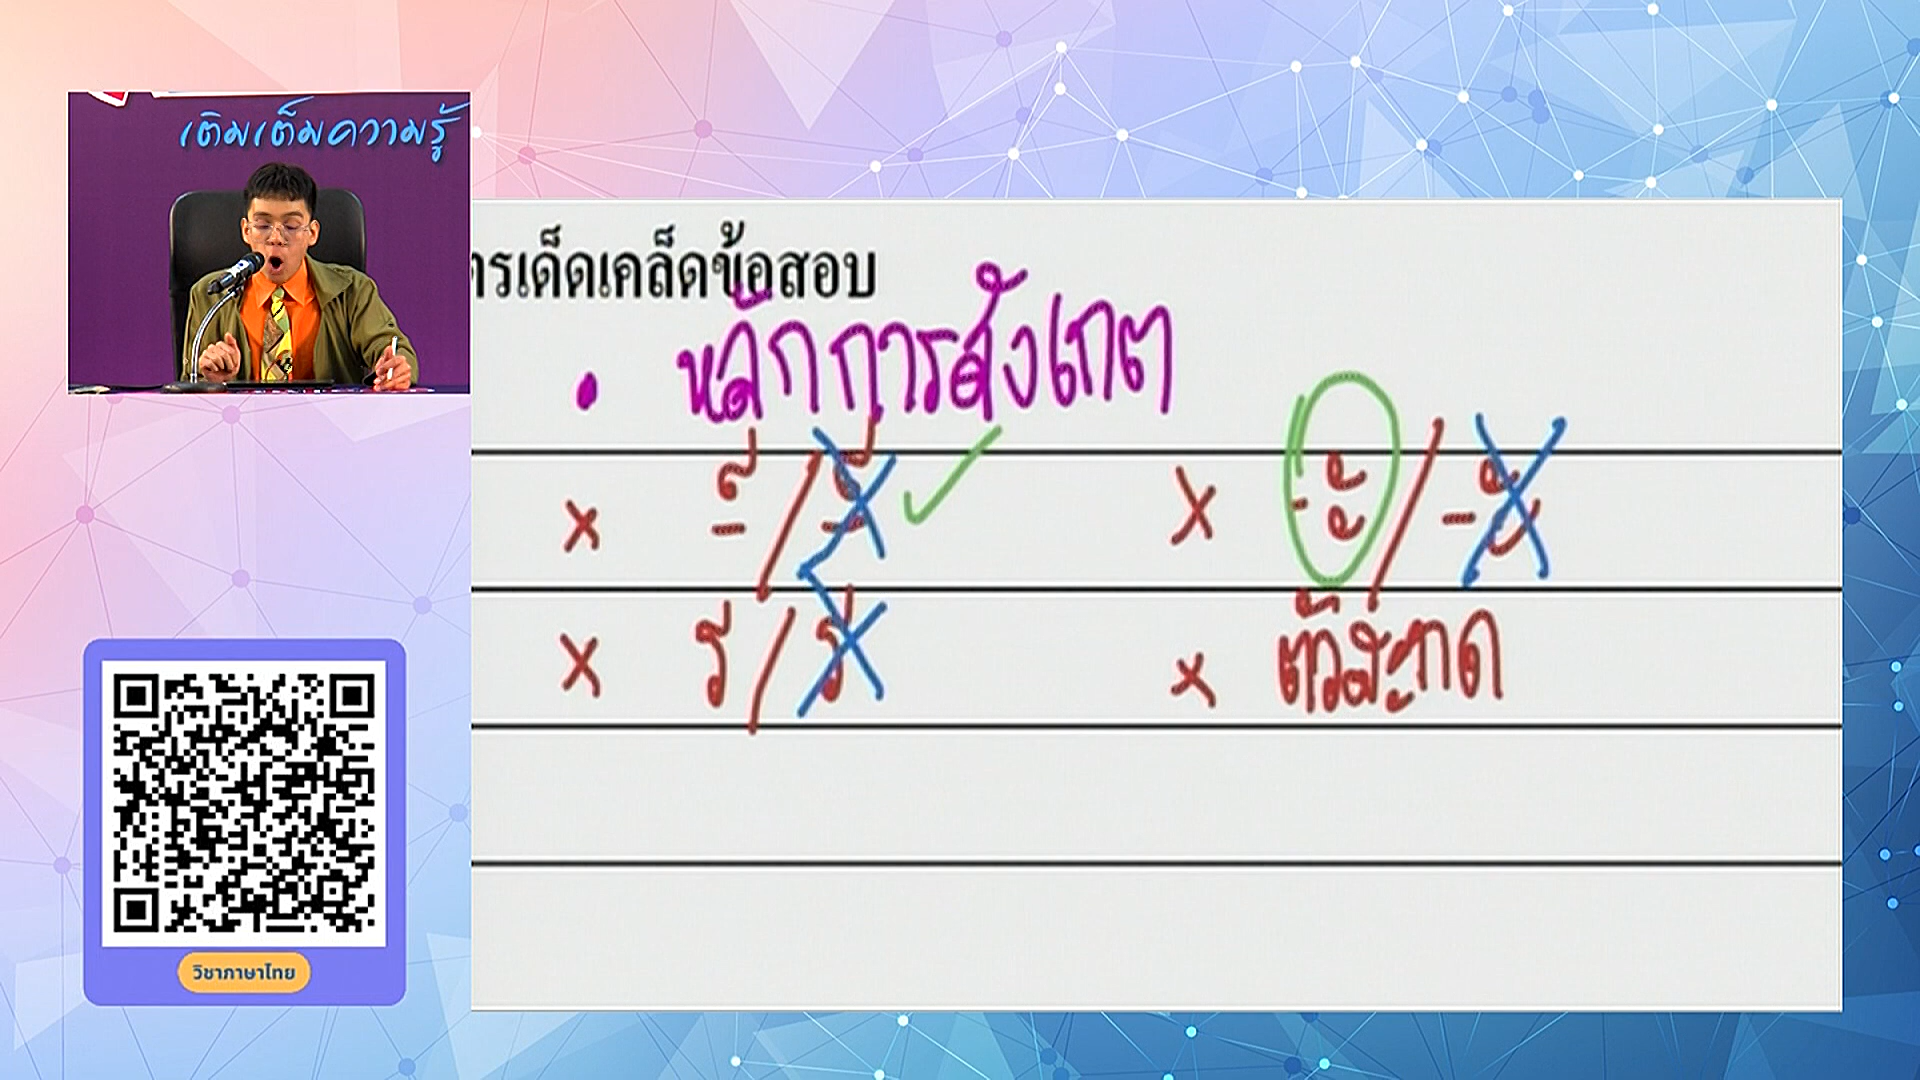 เติมเต็มความรู้
ารเด็ดเคล็ดข้อสอบ
• หลักการสังเกต
× /
×
× รี /
× ตัวสะกด
วิชาภาษาไทย